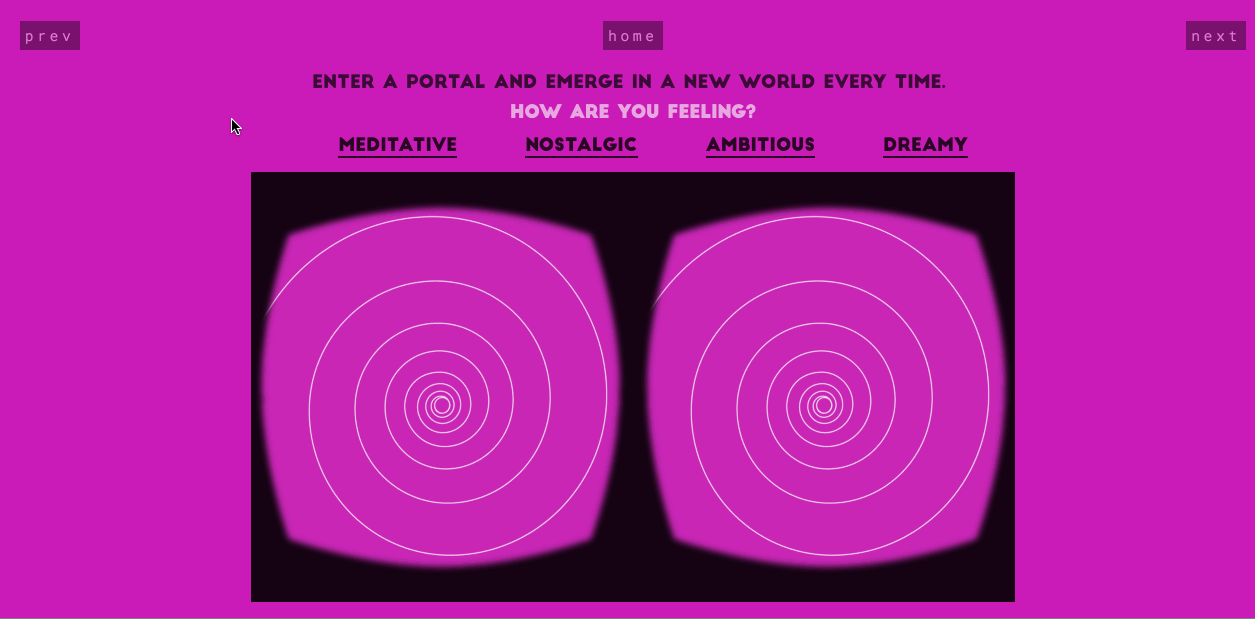 prev home next
ENTER A PORTAL AND EMERGE IN A NEW WORLD EVERY TIME.
HOW ARE YOU FEELING?
MEDITATIVE NOSTALGIC AMBITIOUS DREAMY